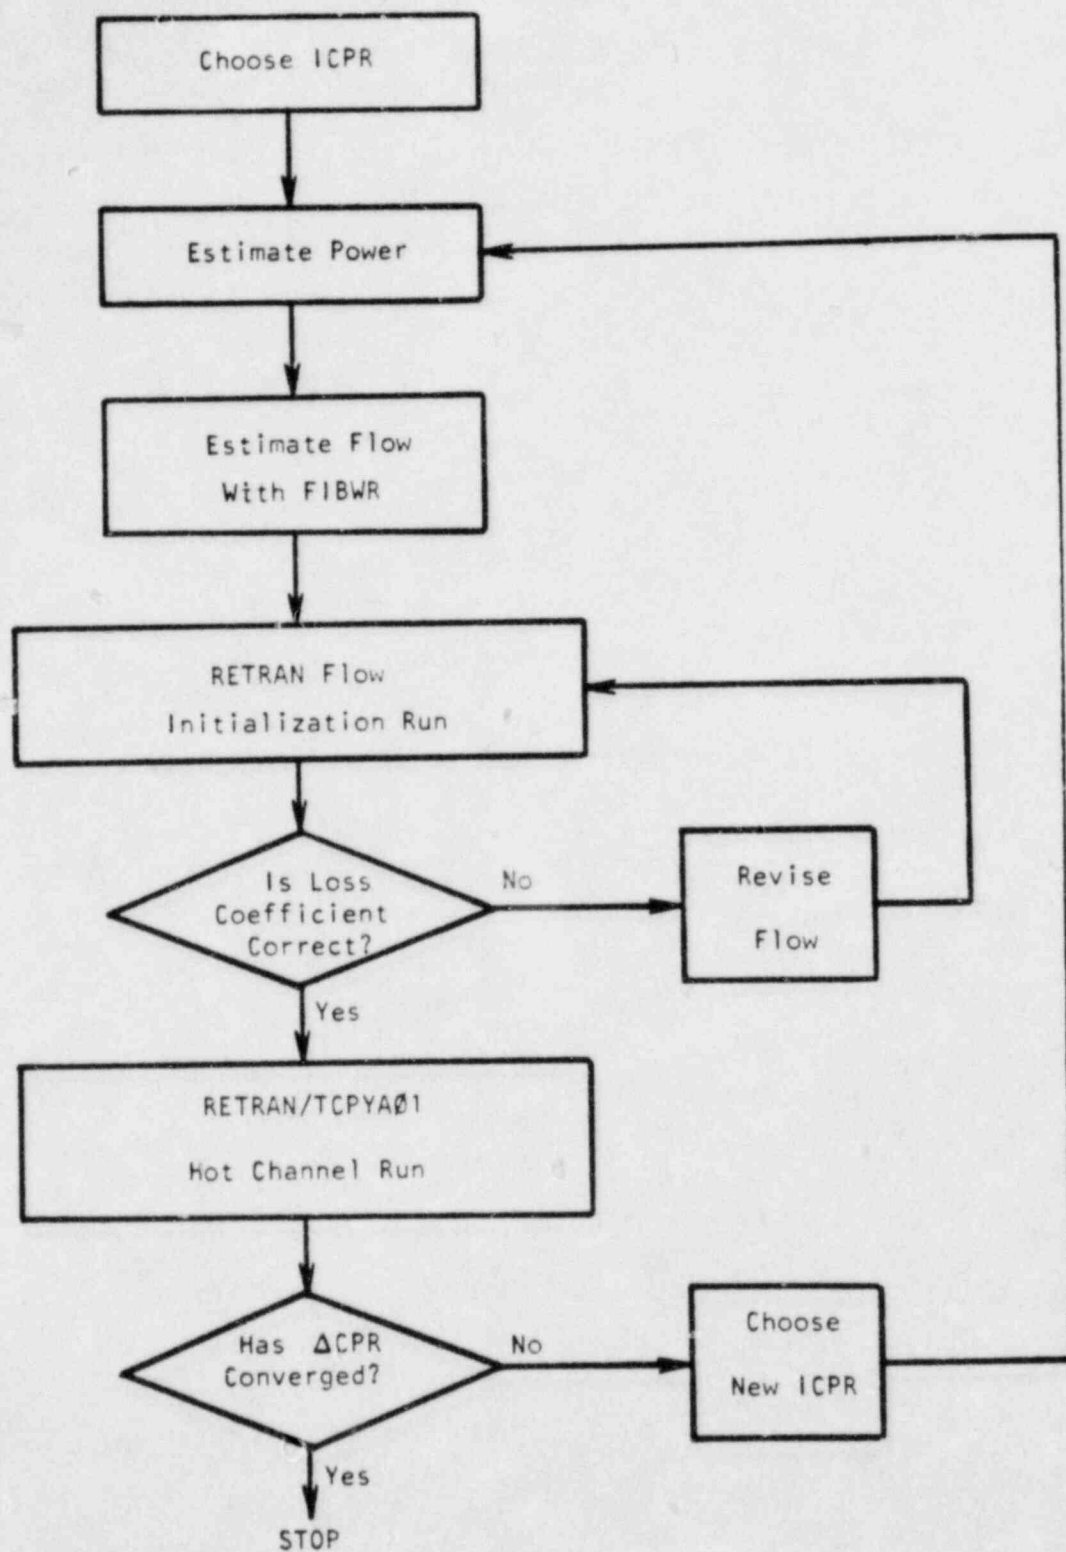 Choose ICPR
Estimate Power
Estimate Flow
With FIBWR
RETRAN Flow
Initialization Run
Is Loss
Coefficient
Correct?
No
Revise
Flow
Yes
RETRAN/TCPYAØ1
Hot Channel Run
Has ΔCPR
Converged?
No
Choose
New ICPR
Yes
STOP